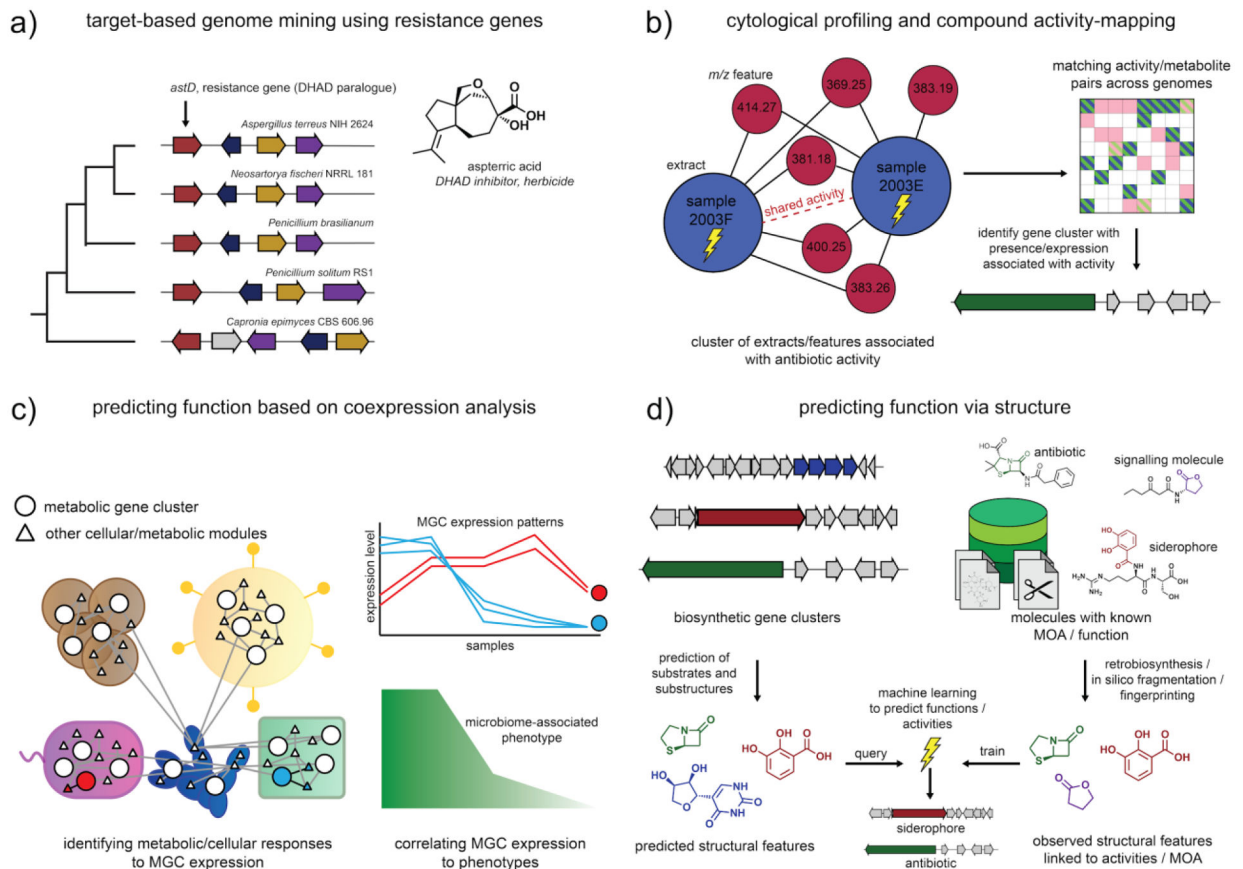 a) target-based genome mining using resistance genes
astD, resistance gene (DHAD paralogue)
Aspergillus terreus NIH 2624
Neosartorya fischeri NRRL 181
Penicillium brasilianum
Penicillium solitum RS1
Capronia epimyces CBS 606.96
O
O
OH
OH
aspterric acid
DHAD inhibitor, herbicide
b) cytological profiling and compound activity-mapping
m/z feature
414.27
369.25
383.19
381.18
extract
sample
2003F
sample
2003E
shared activity
400.25
383.26
cluster of extracts/features associated
with antibiotic activity
matching activity/metabolite
pairs across genomes
identify gene cluster with
presence/expression
associated with activity
c) predicting function based on coexpression analysis
metabolic gene cluster
other cellular/metabolic modules
identifying metabolic/cellular responses
to MGC expression
MGC expression patterns
expression level
samples
microbiome-associated
phenotype
correlating MGC expression
to phenotypes
d) predicting function via structure
biosynthetic gene clusters
antibiotic
signalling molecule
siderophore
molecules with known
MOA / function
prediction of
substrates and
substructures
machine learning
to predict functions /
activities
retrobiosynthesis /
in silico fragmentation /
fingerprinting
query
train
siderophore
antibiotic
predicted structural features
observed structural features
linked to activities / MOA